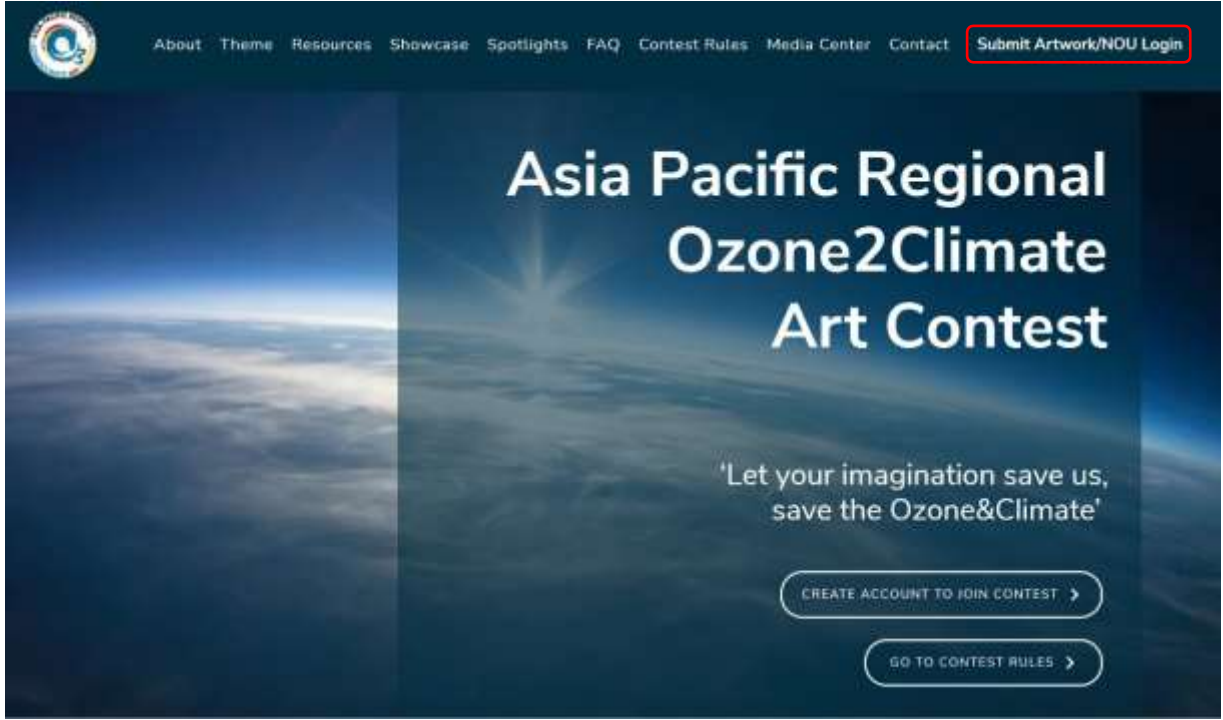 About Theme Resources Showcase Spotlights FAQ Contest Rules Media Center Contact Submit Artwork/NOU Login
Asia Pacific Regional
Ozone2Climate
Art Contest
‘Let your imagination save us,
save the Ozone&Climate’
CREATE ACCOUNT TO JOIN CONTEST
GO TO CONTEST RULES